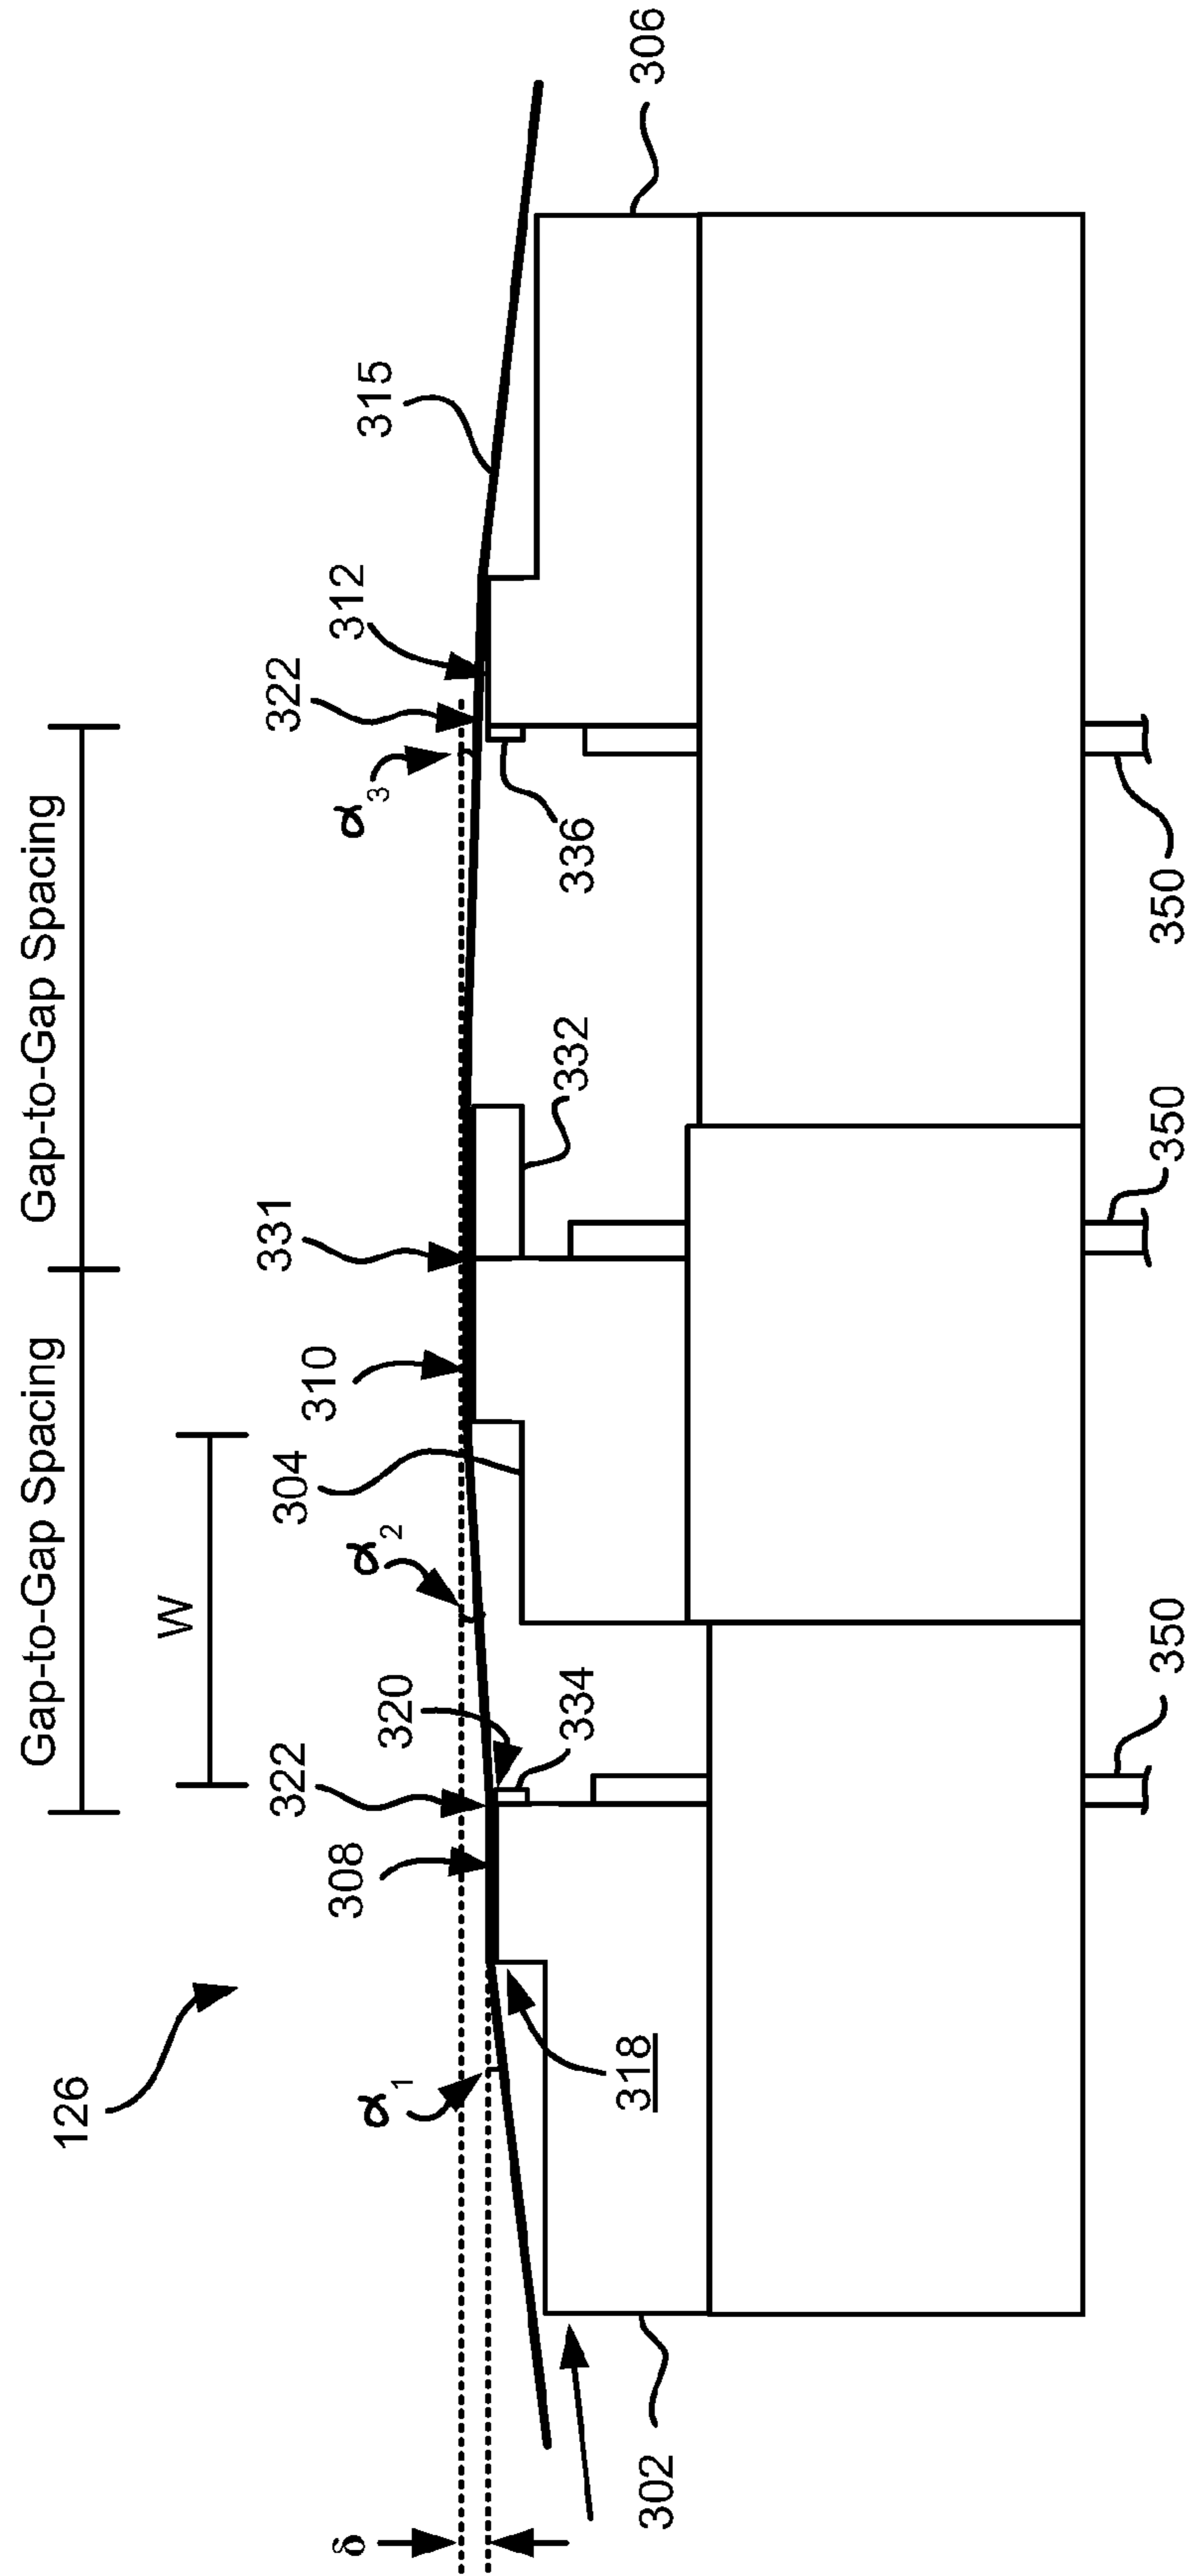 Gap-to-Gap Spacing
Gap-to-Gap Spacing
W
126
δ
α1
308
322
320
334
α2
304
310
331
332
α3
322
312
336
315
306
302
318
350
350
350